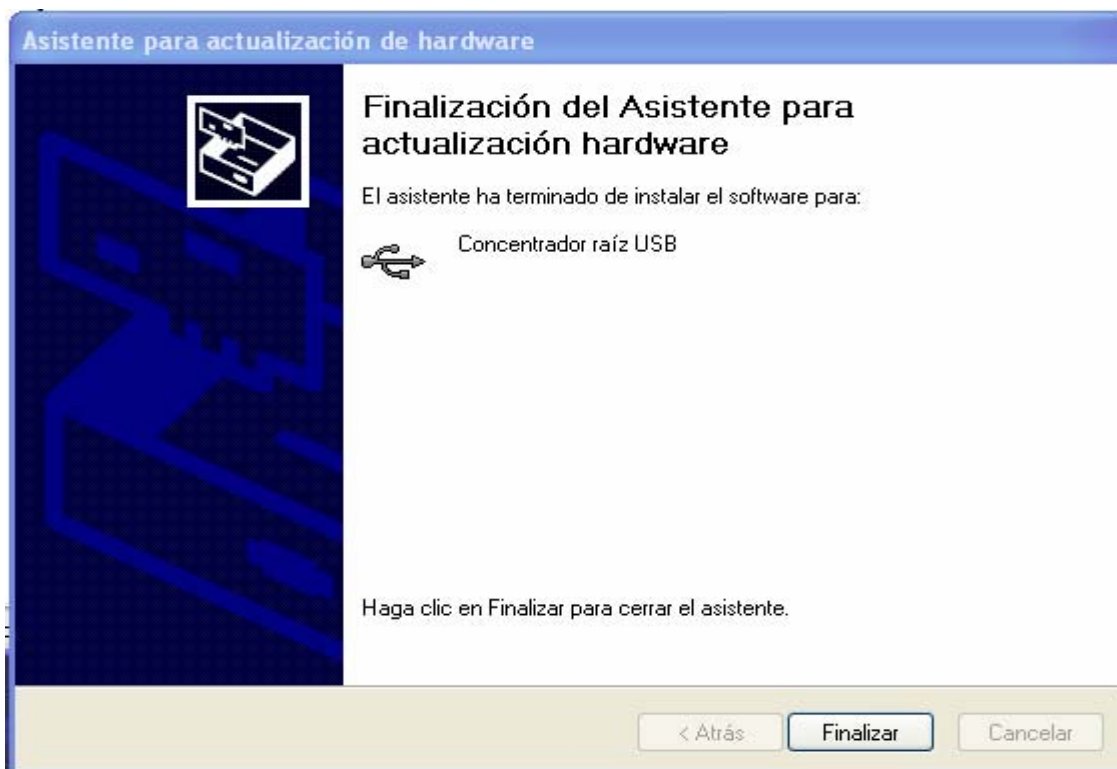 Asistente para actualización de hardware
Finalización del Asistente para
actualización hardware
El asistente ha terminado de instalar el software para:
Concentrador raíz USB
Haga clic en Finalizar para cerrar el asistente.
< Atrás
Finalizar
Cancelar